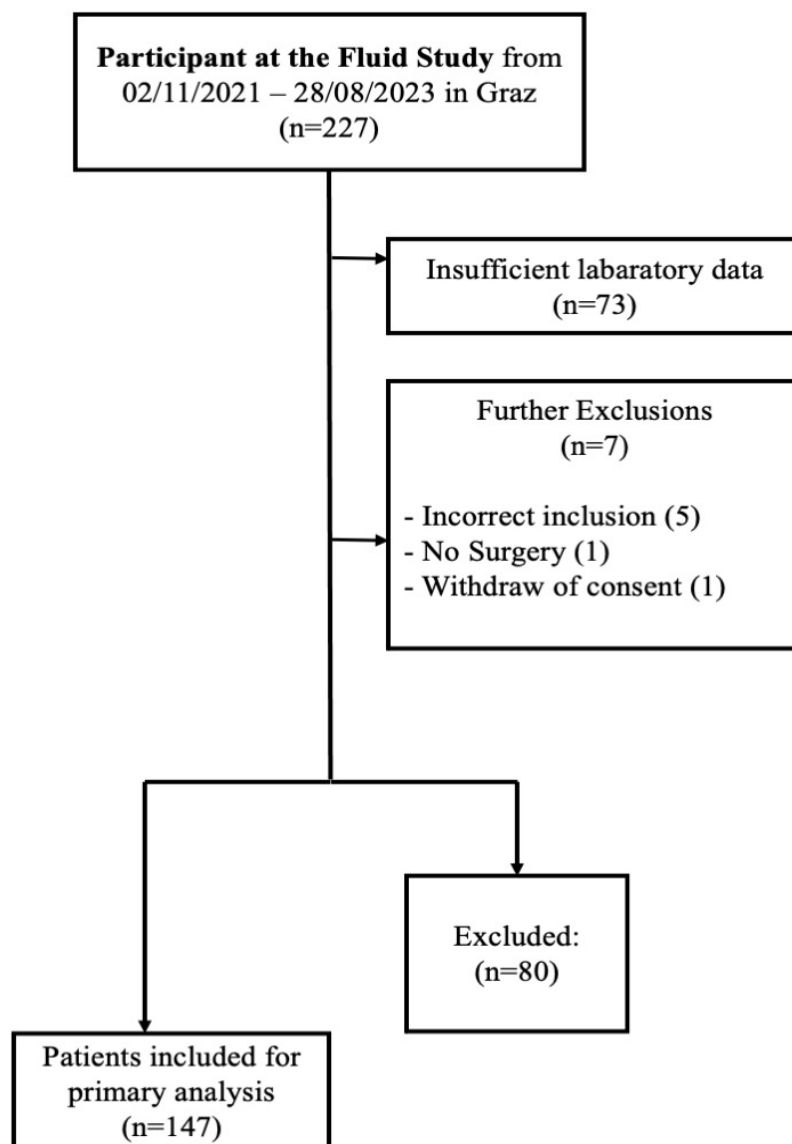 Participant at the Fluid Study from
02/11/2021 – 28/08/2023 in Graz
(n=227)
Insufficient labaratory data
(n=73)
Further Exclusions
(n=7)
- Incorrect inclusion (5)
- No Surgery (1)
- Withdraw of consent (1)
Excluded:
(n=80)
Patients included for
primary analysis
(n=147)